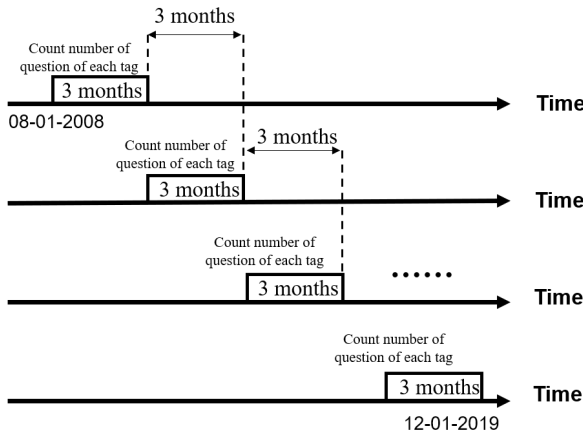 3 months
Count number of
question of each tag
3 months
Time
08-01-2008
3 months
Count number of
question of each tag
3 months
Time
Count number of
question of each tag
3 months
......
Time
Count number of
question of each tag
3 months
Time
12-01-2019